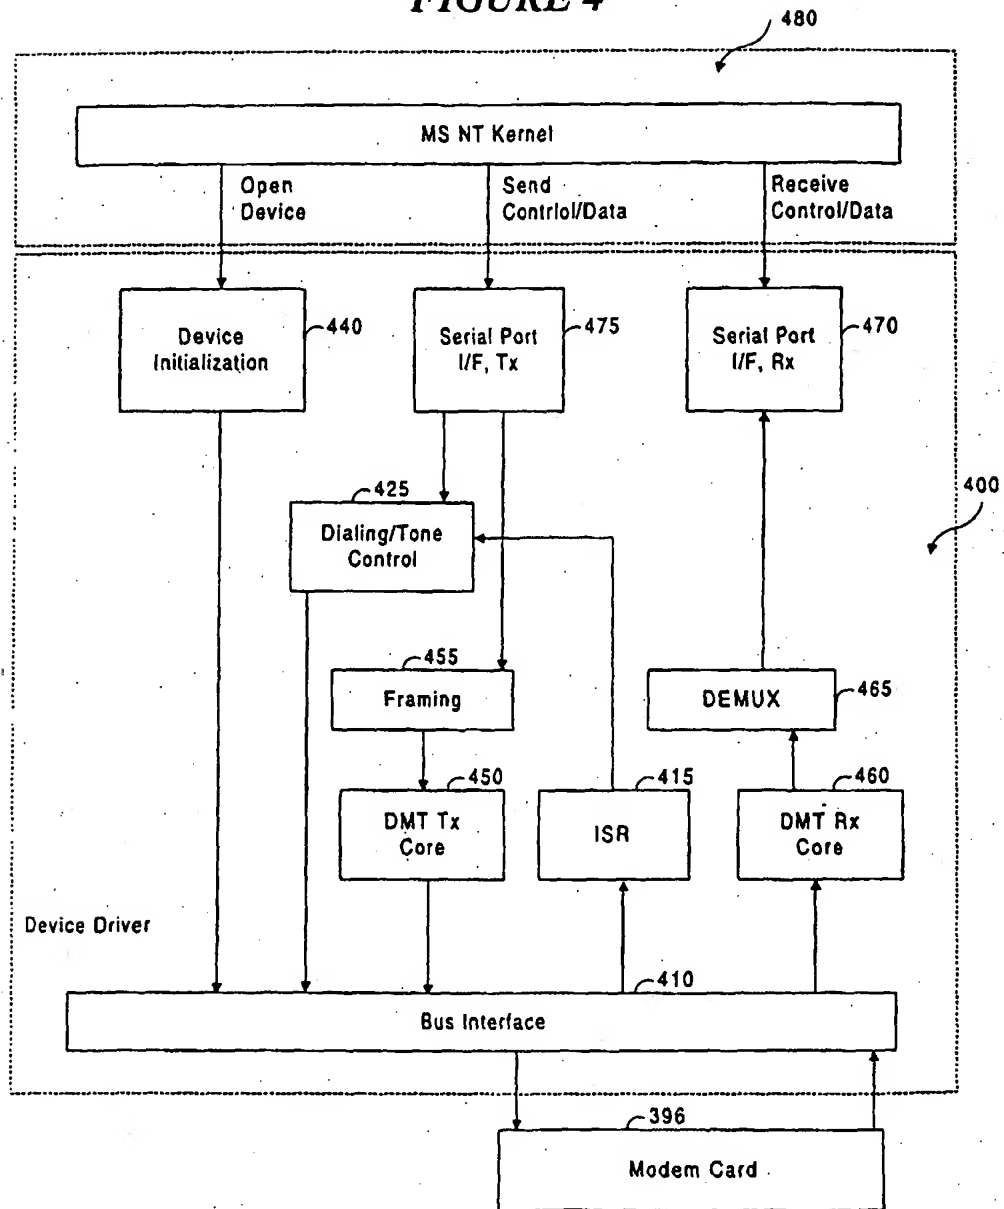 FIGURE 4
480
MS NT Kernel
Open
Device
Send
Contrlol/Data
Receive
Control/Data
Device
Initialization
440
Serial Port
I/F, Tx
475
Serial Port
I/F, Rx
470
400
425
Dialing/Tone
Control
455
Framing
DEMUX
465
450
DMT Tx
Core
415
ISR
460
DMT Rx
Core
Device Driver
410
Bus Interface
396
Modem Card